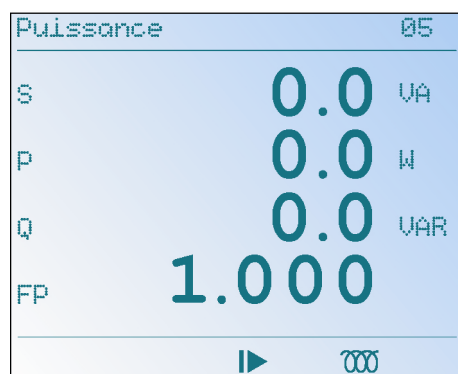 Puissance 05
S 0.0 VA
P 0.0 W
Q 0.0 VAR
FP 1.000